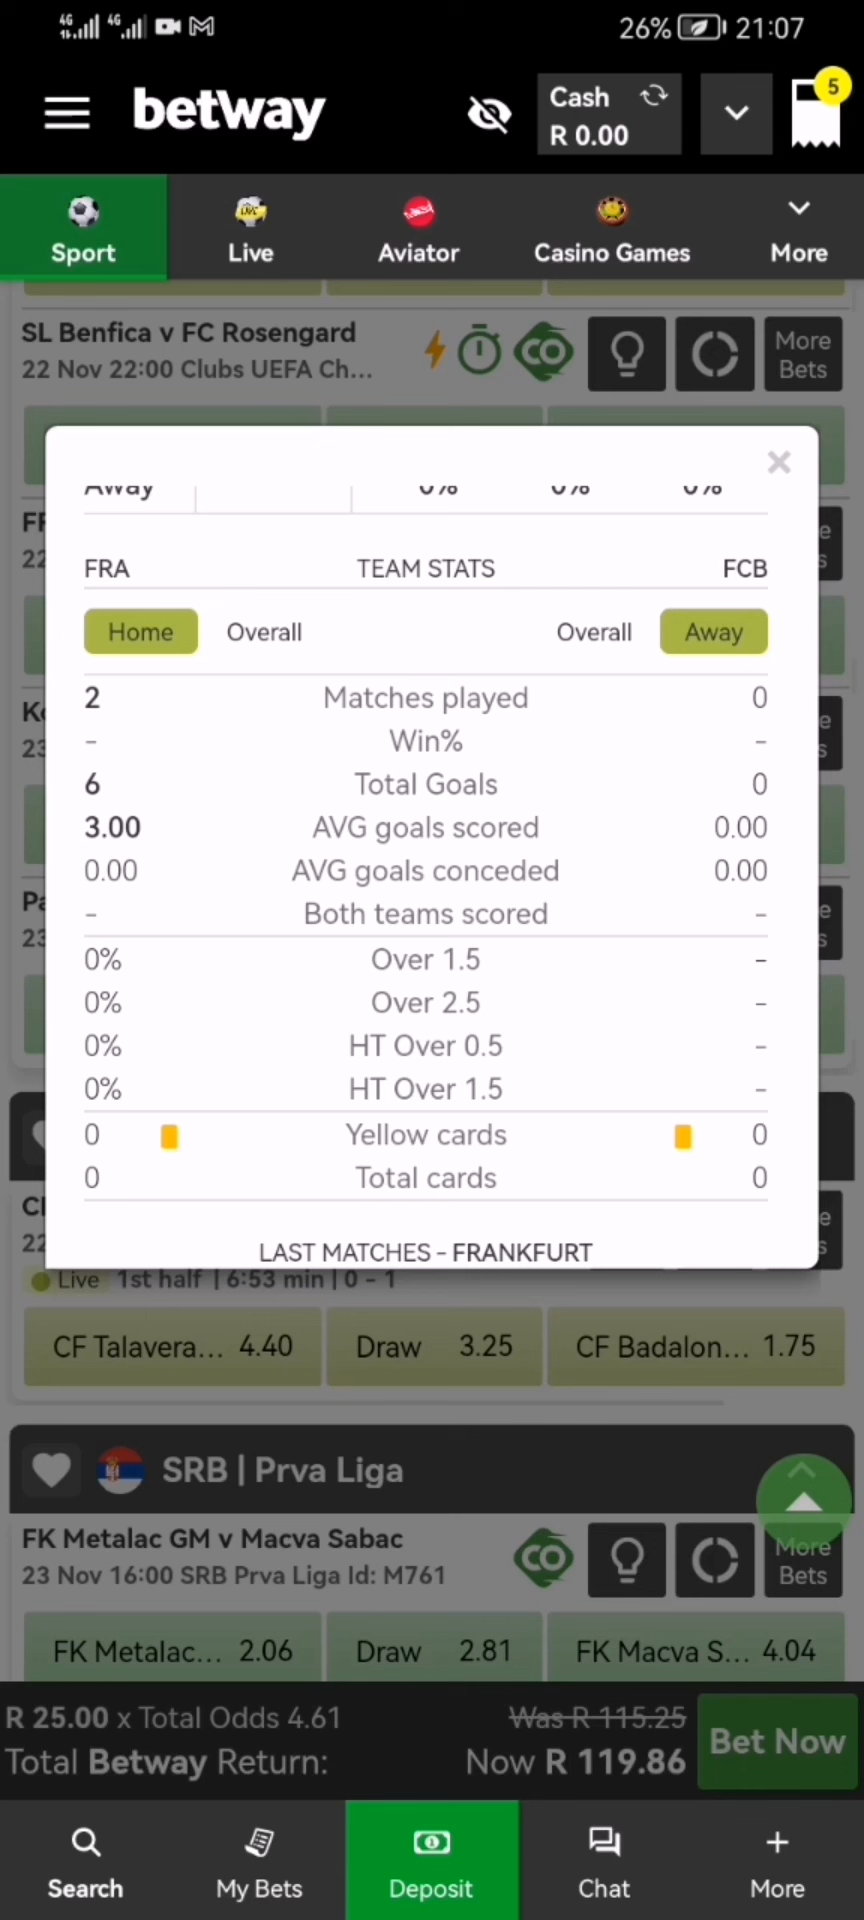 4G 4G 26% 21:07
betway Cash R 0.00 5
Sport Live Aviator Casino Games More
SL Benfica v FC Rosengard
22 Nov 22:00 Clubs UEFA Ch... CO More Bets
×
Away 0% 0% 0%
FRA TEAM STATS FCB
Home Overall Overall Away
2 Matches played 0
- Win% -
6 Total Goals 0
3.00 AVG goals scored 0.00
0.00 AVG goals conceded 0.00
- Both teams scored -
0% Over 1.5 -
0% Over 2.5 -
0% HT Over 0.5 -
0% HT Over 1.5 -
0 Yellow cards 0
0 Total cards 0
LAST MATCHES - FRANKFURT
Live 1st half | 6:53 min | 0 - 1
CF Talavera... 4.40 Draw 3.25 CF Badalon... 1.75
SRB | Prva Liga
FK Metalac GM v Macva Sabac
23 Nov 16:00 SRB Prva Liga Id: M761 CO More Bets
FK Metalac... 2.06 Draw 2.81 FK Macva S... 4.04
R 25.00 x Total Odds 4.61 Was R 115.25
Total Betway Return: Now R 119.86 Bet Now
Search My Bets Deposit Chat More